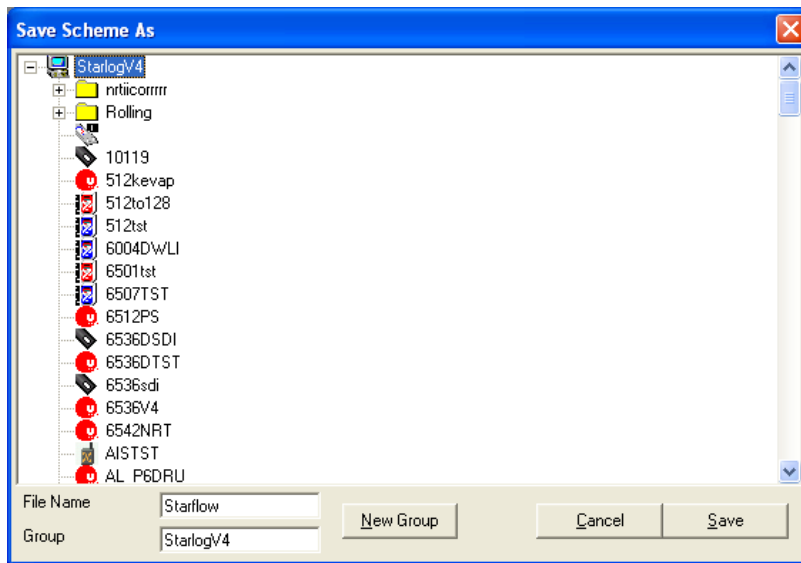 Save Scheme As
StarlogV4
nrtiicorrrrr
Rolling
10119
512kevap
512to128
512tst
6004DWLI
6501tst
6507TST
6512PS
6536DSDI
6536DTST
6536sdi
6536V4
6542NRT
AISTST
AL_P6DRU
File Name
Starflow
New Group
Cancel
Save
Group
StarlogV4